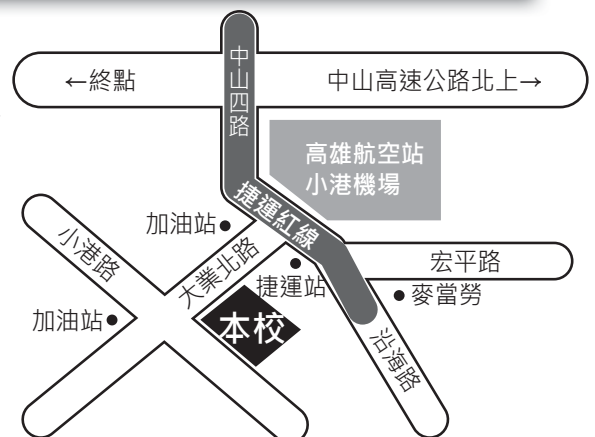 中山四路
←終點
中山高速公路北上→
高雄航空站
小港機場
捷運紅線
加油站
小港路
大業北路
捷運站
宏平路
麥當勞
加油站
本校
沿海路